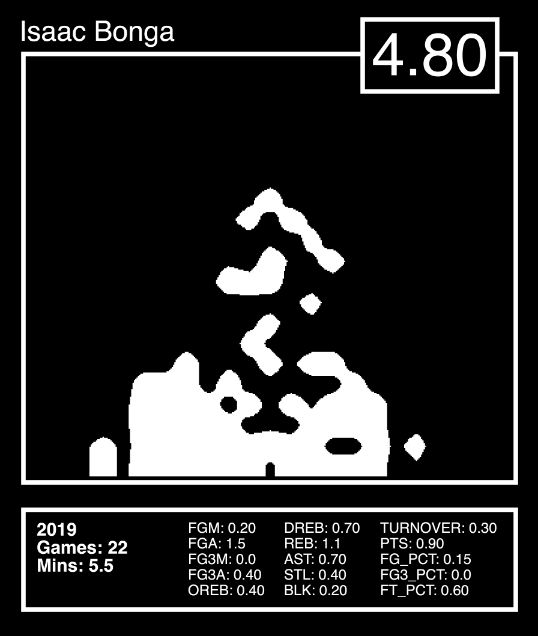 Isaac Bonga
4.80
2019
Games: 22
Mins: 5.5
FGM: 0.20
FGA: 1.5
FG3M: 0.0
FG3A: 0.40
OREB: 0.40
DREB: 0.70
REB: 1.1
AST: 0.70
STL: 0.40
BLK: 0.20
TURNOVER: 0.30
PTS: 0.90
FG_PCT: 0.15
FG3_PCT: 0.0
FT_PCT: 0.60